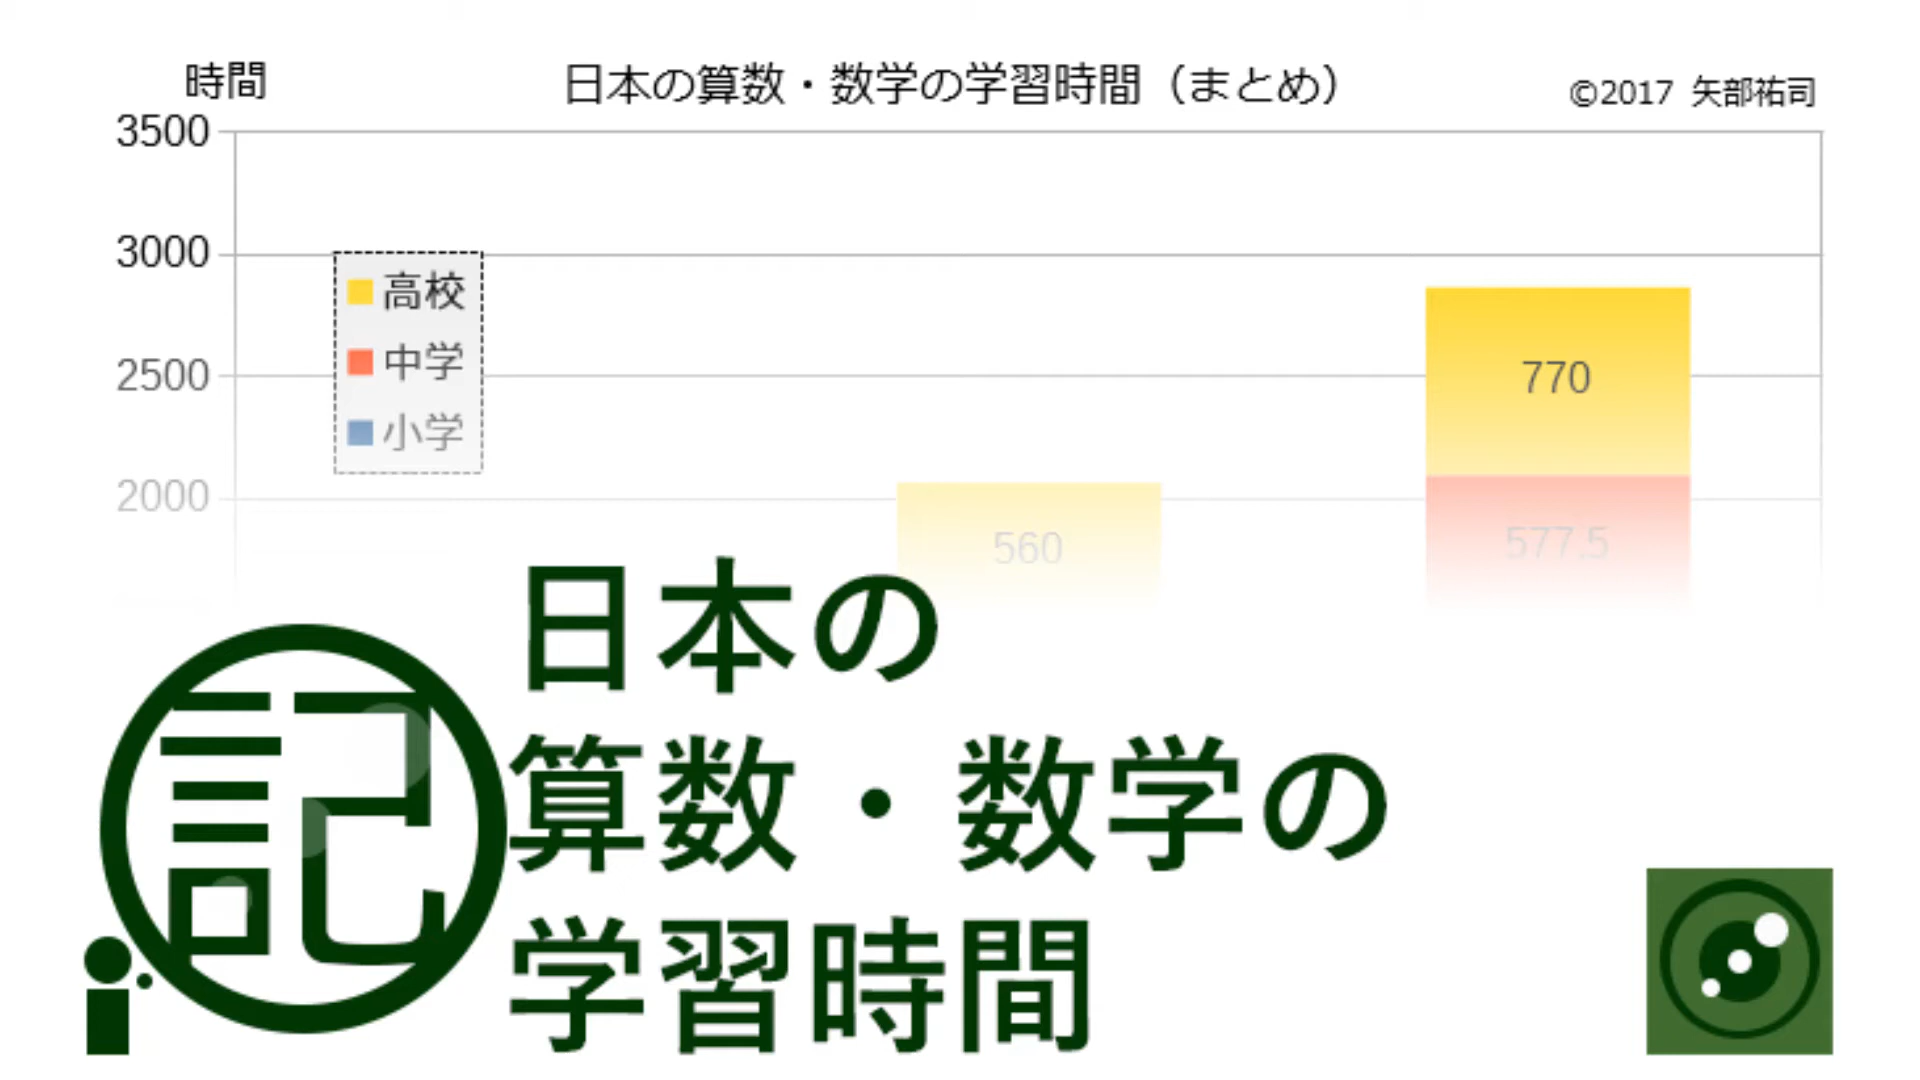 時間
日本の算数・数学の学習時間（まとめ）
©2017 矢部祐司
3500
3000
2500
2000
高校
中学
小学
770
577.5
560
記
日本の
算数・数学の
学習時間